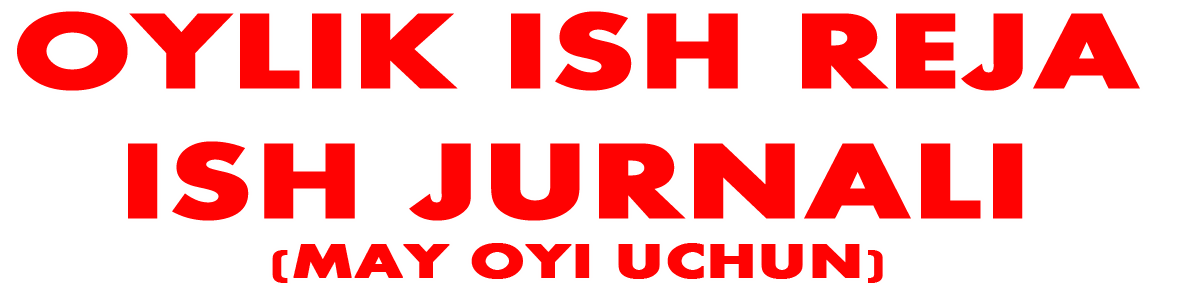 OYLIK ISH REJA
ISH JURNALI
(MAY OYI UCHUN)